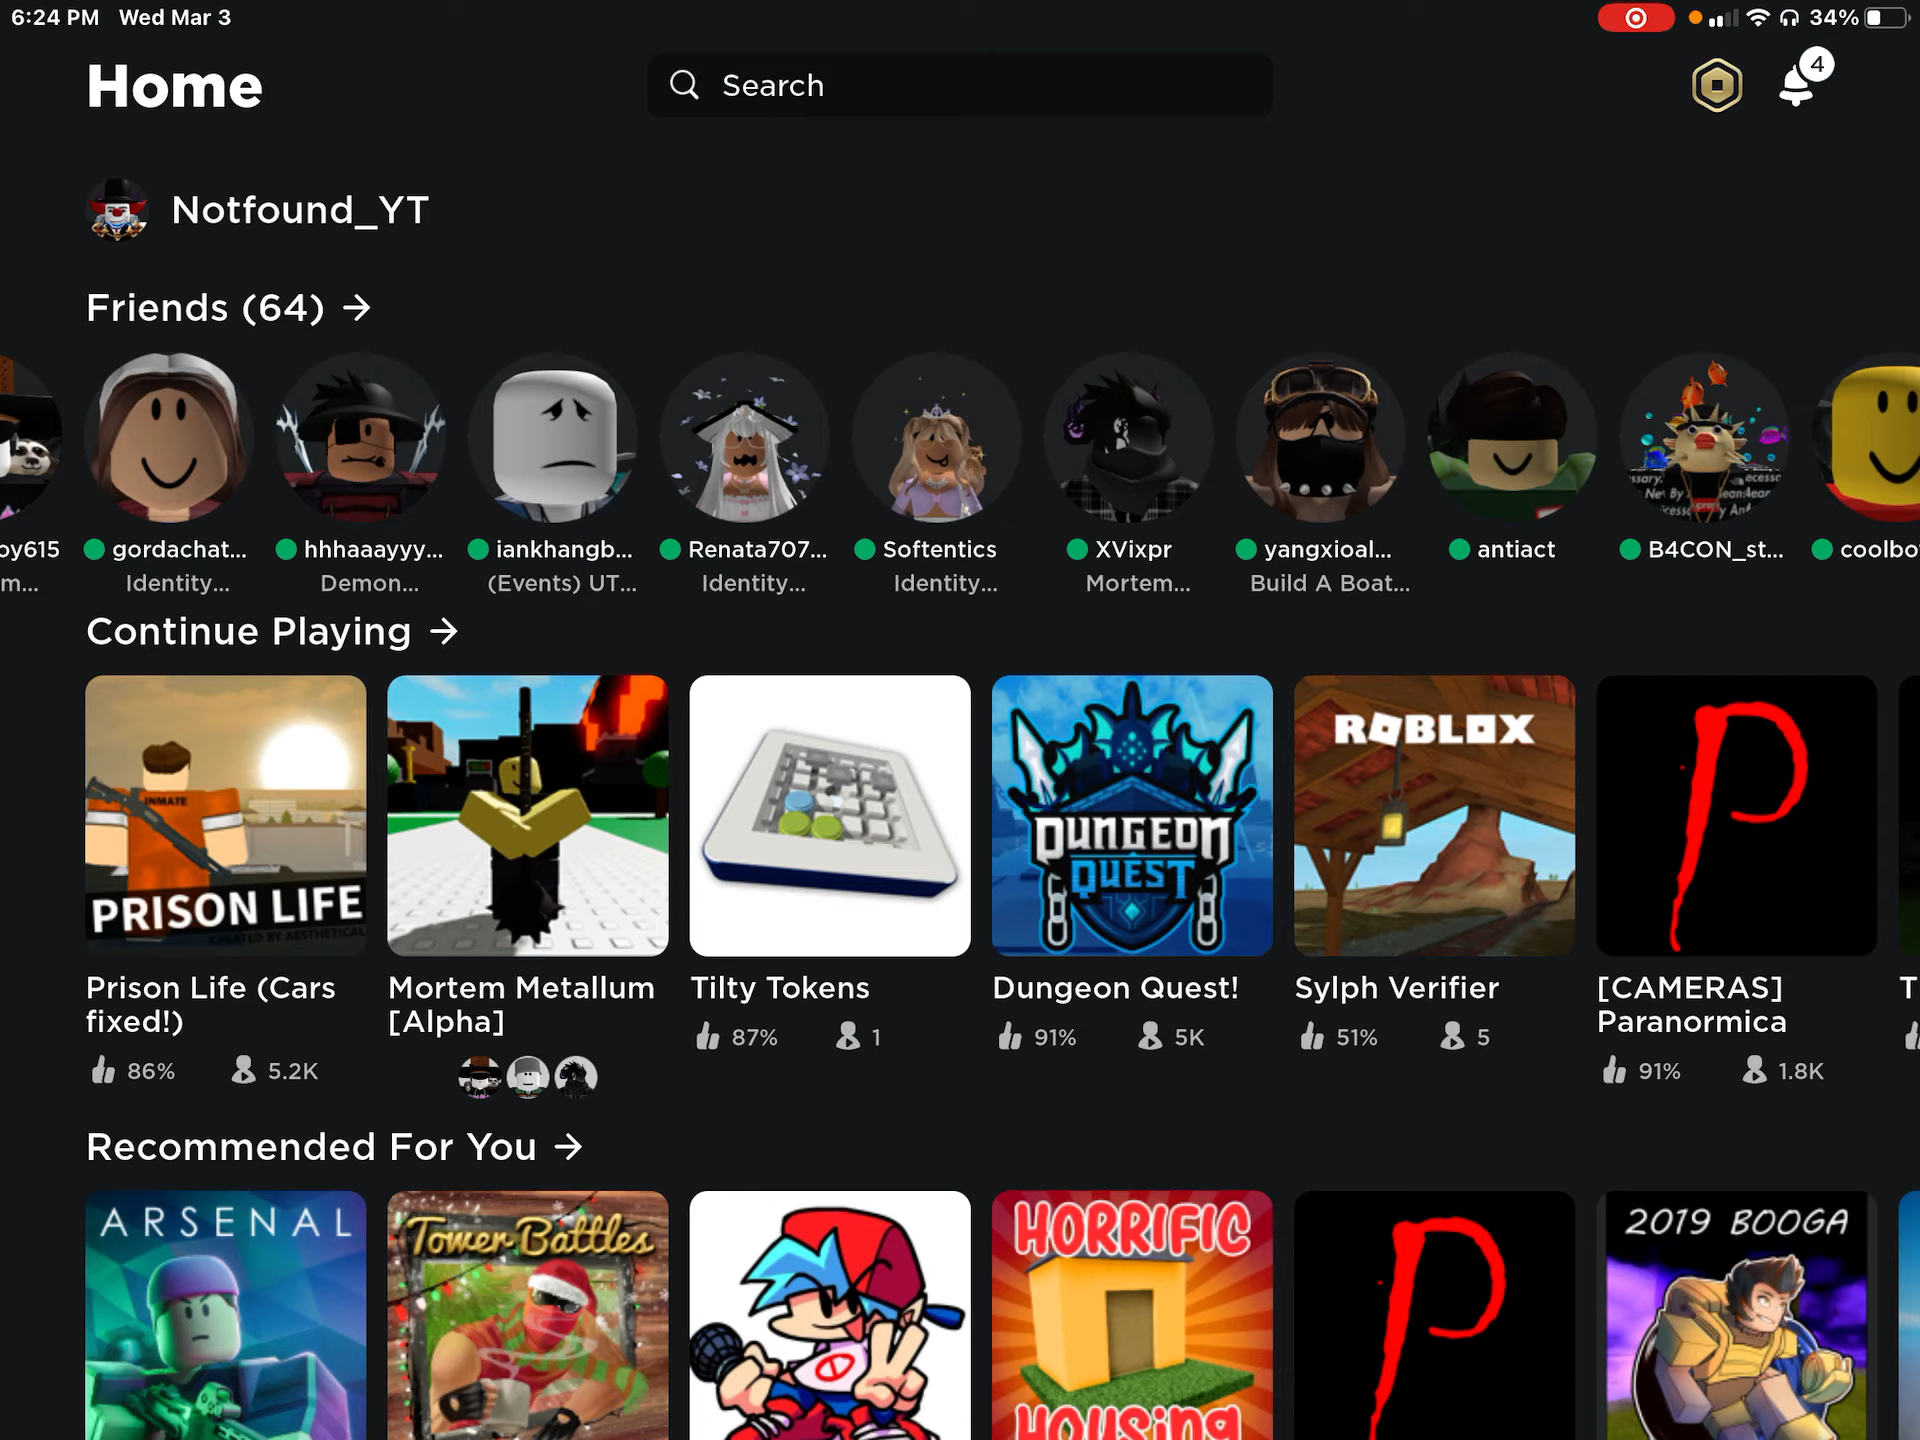 6:24 PM Wed Mar 3
34%
Home
Search
4
Notfound_YT
Friends (64) →
oy615
gordachat...
hhhaaayyy...
iankhangb...
Renata707...
Softentics
XVixpr
yangxioal...
antiact
B4CON_st...
coolbo
m...
Identity...
Demon...
(Events) UT...
Identity...
Identity...
Mortem...
Build A Boat...
Continue Playing →
INMATE
PRISON LIFE
CREATED BY AESTHETICAL
DUNGEON
QUEST
ROBLOX
P
Prison Life (Cars
fixed!)
86% 5.2K
Mortem Metallum
[Alpha]
Tilty Tokens
87% 1
Dungeon Quest!
91% 5K
Sylph Verifier
51% 5
[CAMERAS]
Paranormica
91% 1.8K
T
Recommended For You →
ARSENAL
Tower Battles
HORRIFIC
HOUSING
P
2019 BOOGA